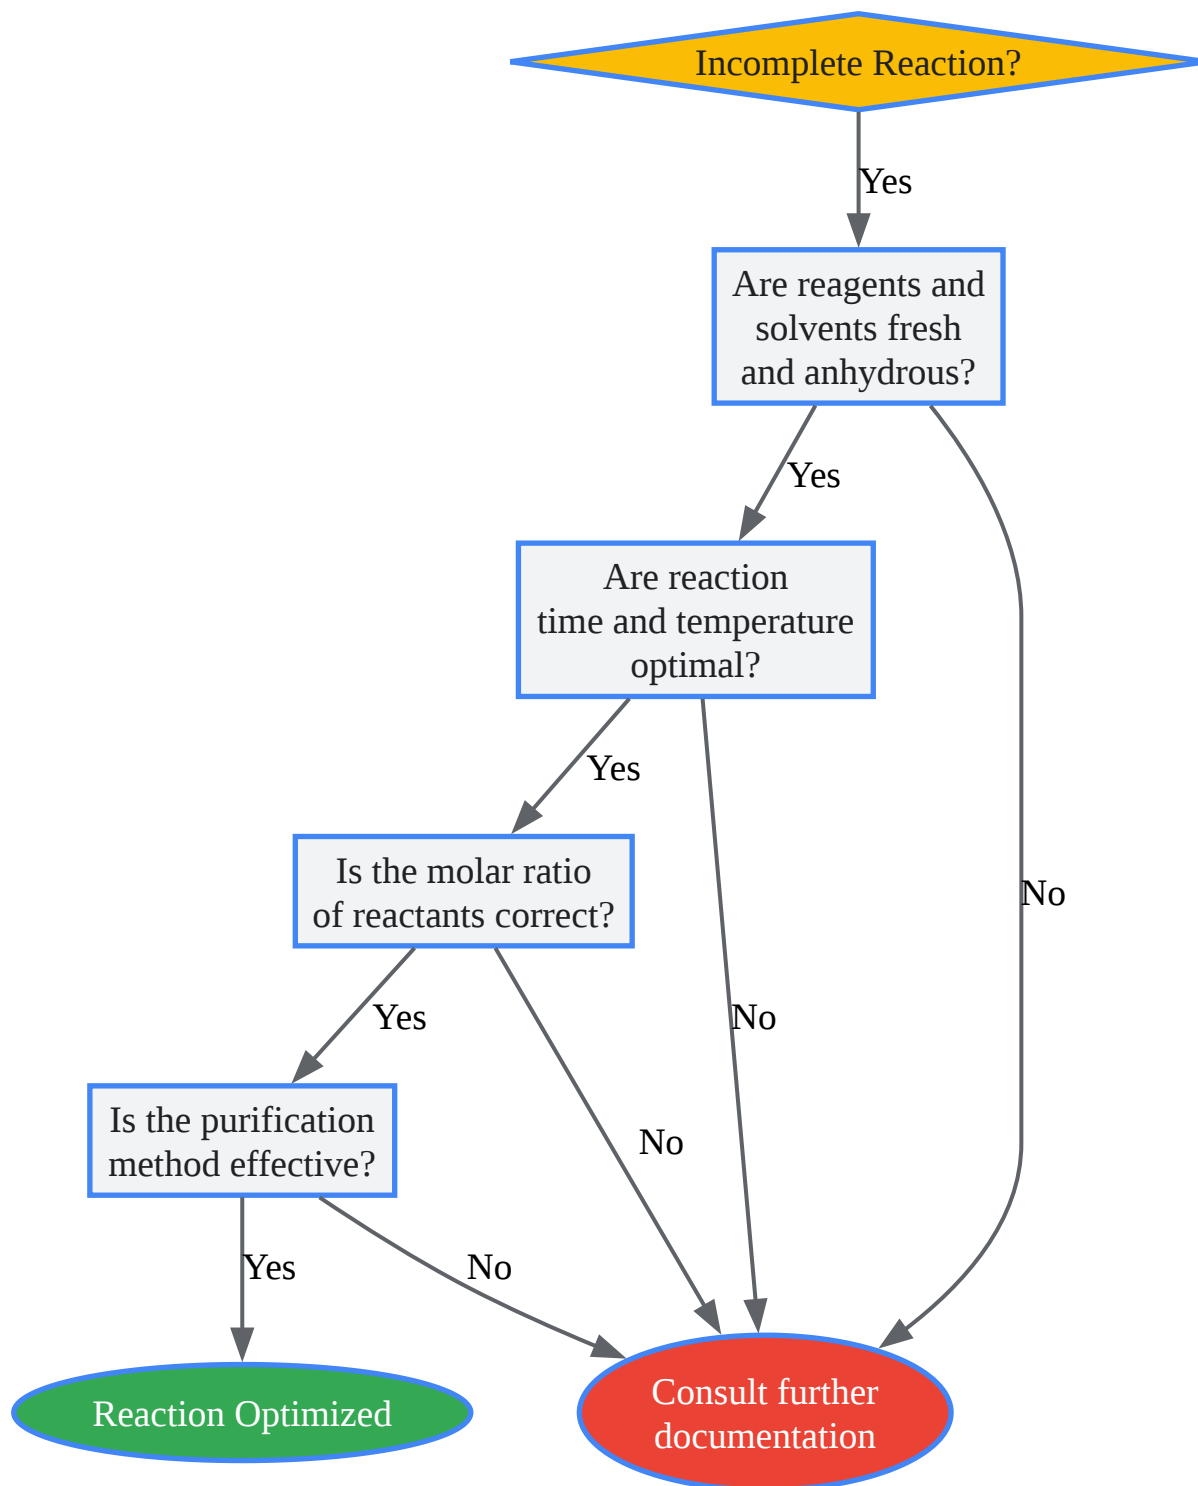 Incomplete Reaction?
Yes
Are reagents and
solvents fresh
and anhydrous?
Yes
Are reaction
time and temperature
optimal?
Yes
Is the molar ratio
of reactants correct?
No
Yes
No
Is the purification
method effective?
No
Yes
No
Reaction Optimized
Consult further
documentation